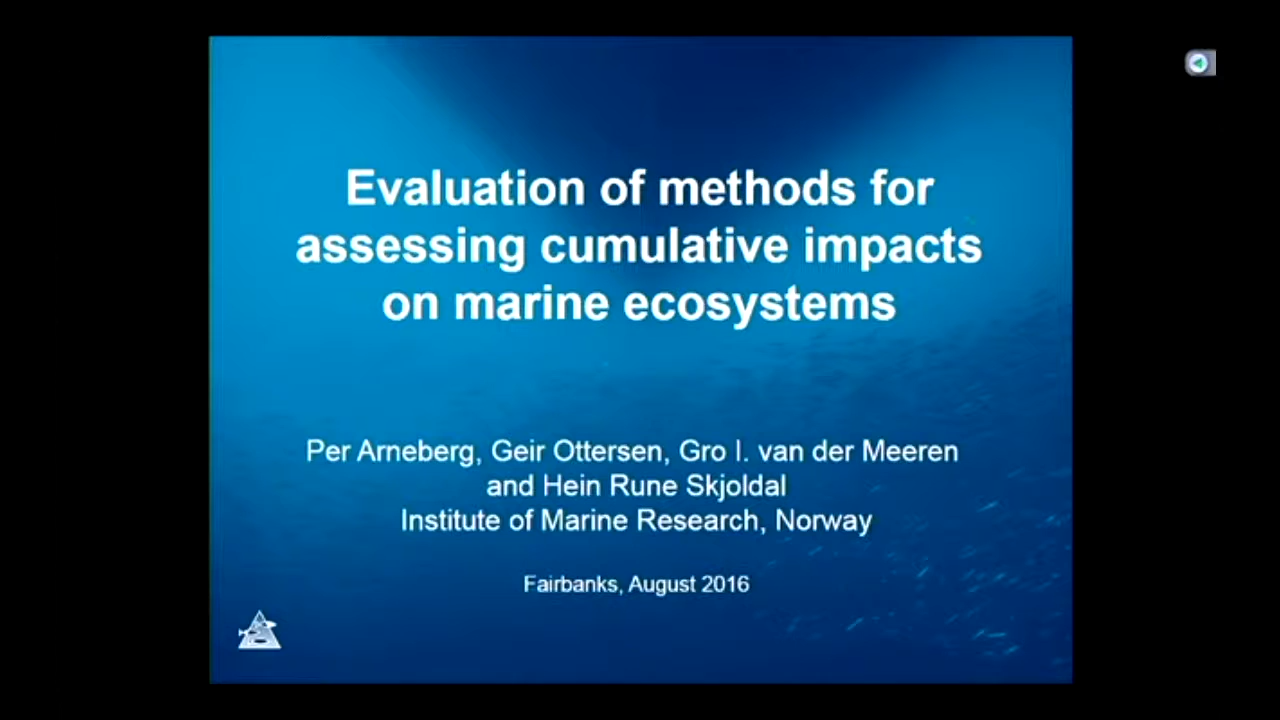 Evaluation of methods for
assessing cumulative impacts
on marine ecosystems
Per Arneberg, Geir Ottersen, Gro I. van der Meeren
and Hein Rune Skjoldal
Institute of Marine Research, Norway
Fairbanks, August 2016